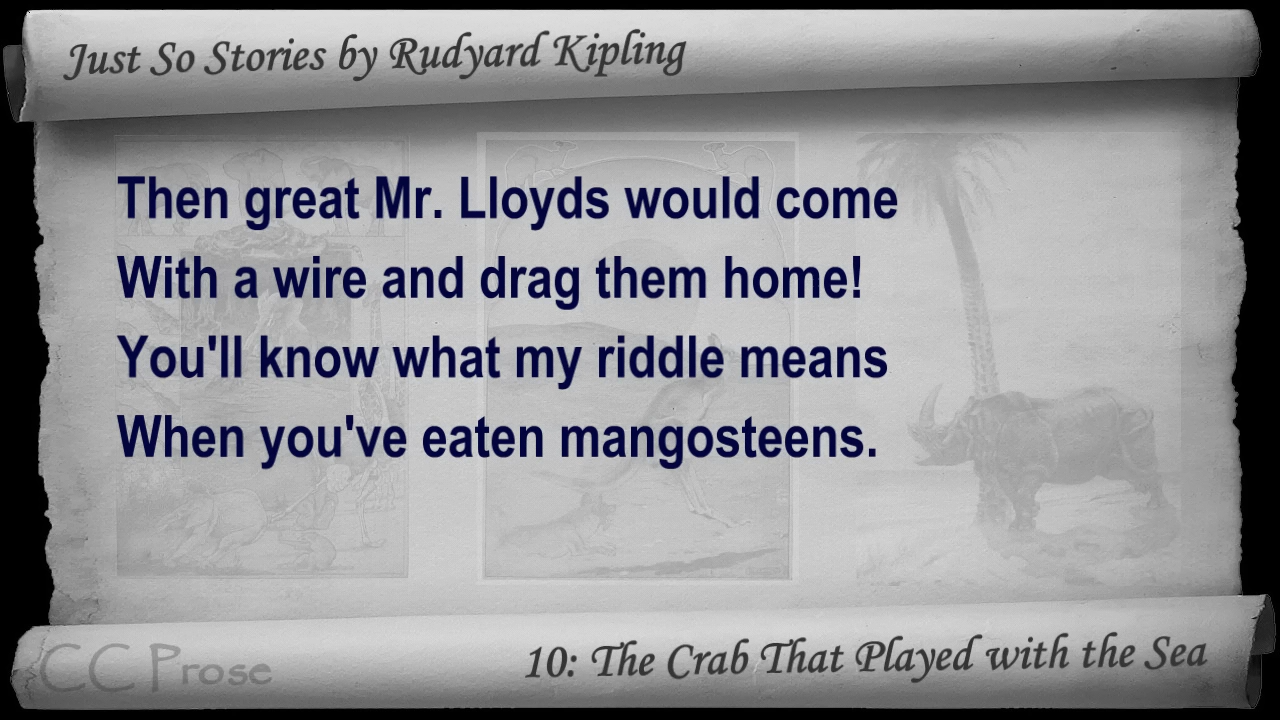 Just So Stories by Rudyard Kipling
Then great Mr. Lloyds would come
With a wire and drag them home!
You'll know what my riddle means
When you've eaten mangosteens.
CC Prose
10: The Crab That Played with the Sea